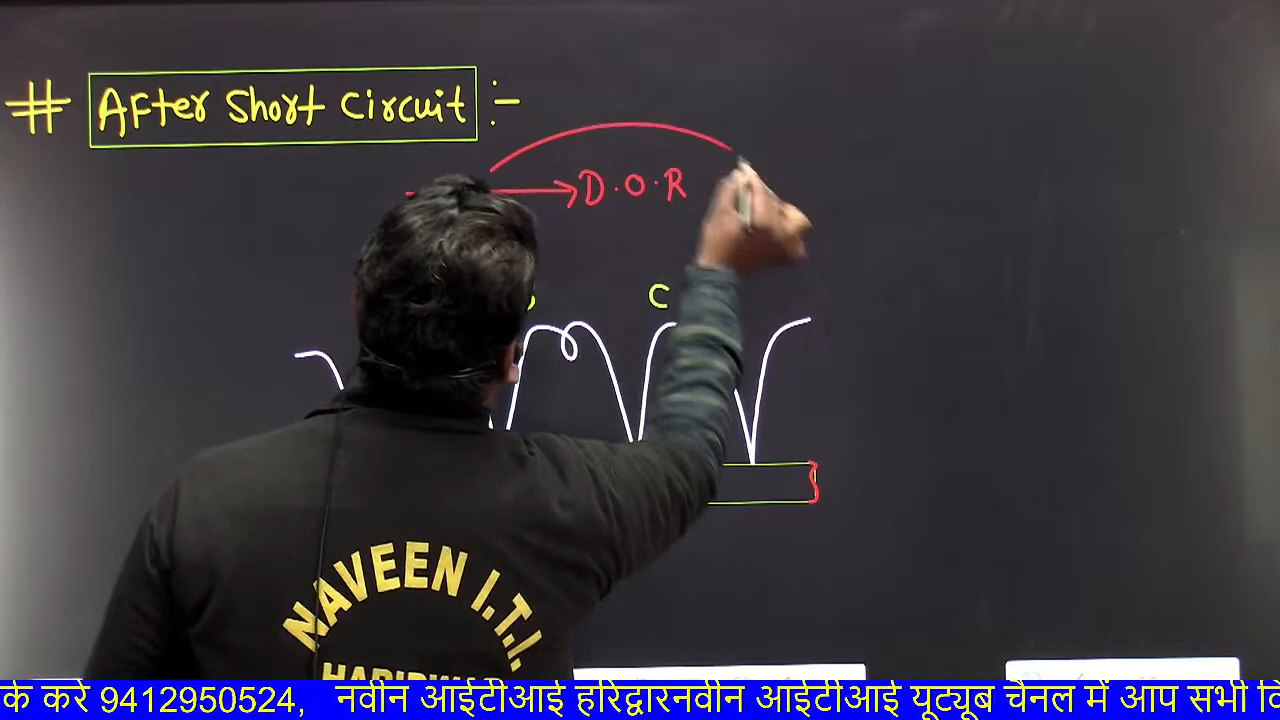 # After Short Circuit :-
D.O.R
C
NAVEEN I.T.I.
करे 9412950524, नवीन आईटीआई हरिद्वारनवीन आईटीआई यूट्यूब चैनल में आप सभी